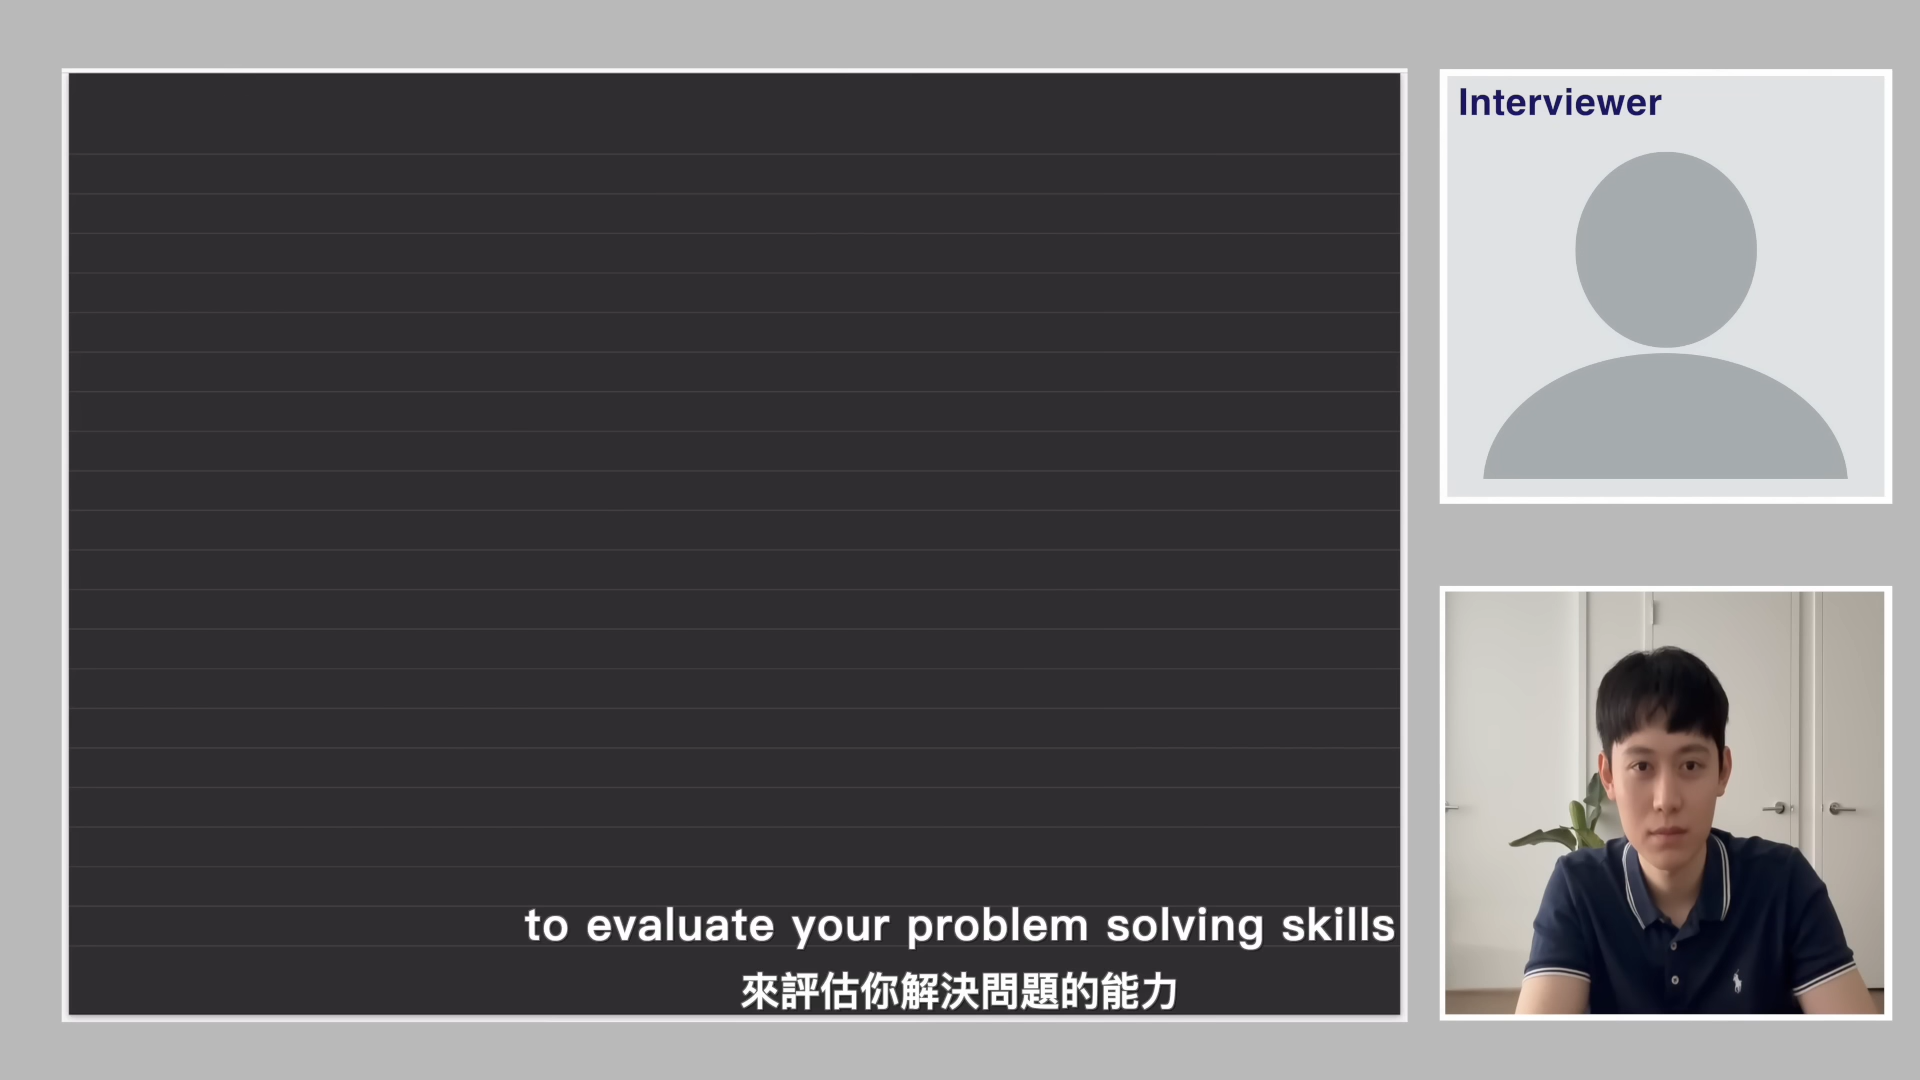 Interviewer
to evaluate your problem solving skills
來評估你解決問題的能力